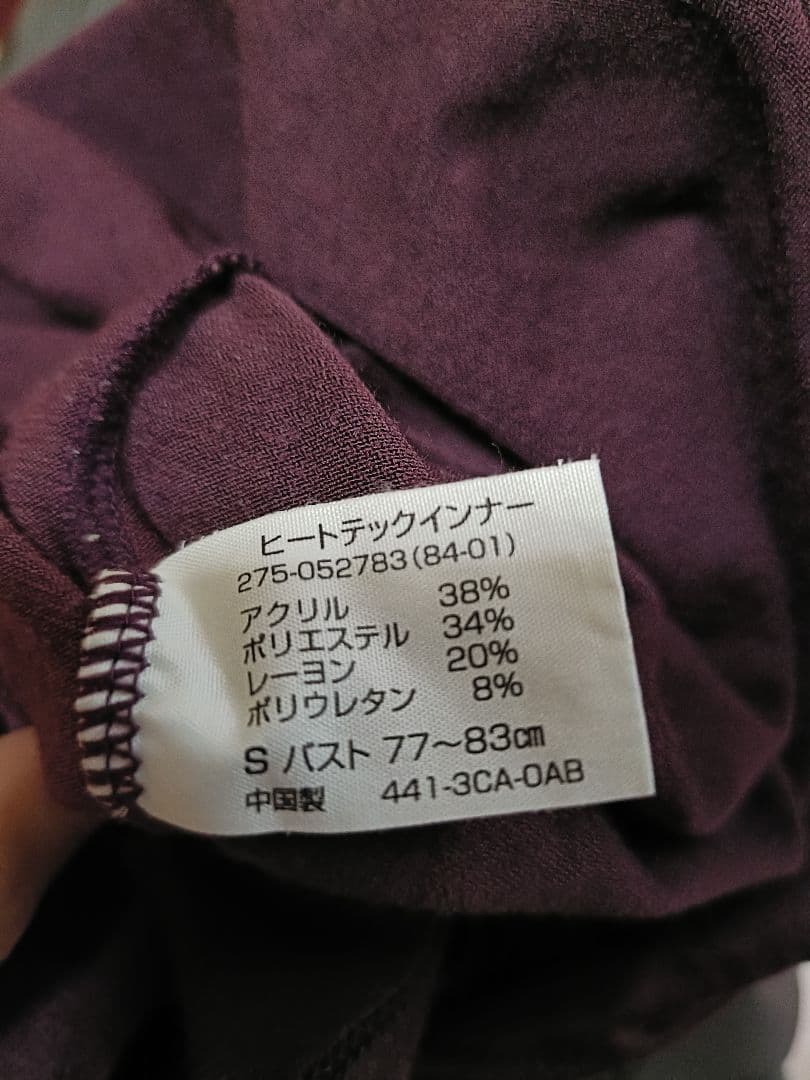 ヒートテックインナー
275-052783(84-01)
アクリル 38%
ポリエステル 34%
レーヨン 20%
ポリウレタン 8%
S バスト 77～83㎝
中国製 441-3CA-0AB